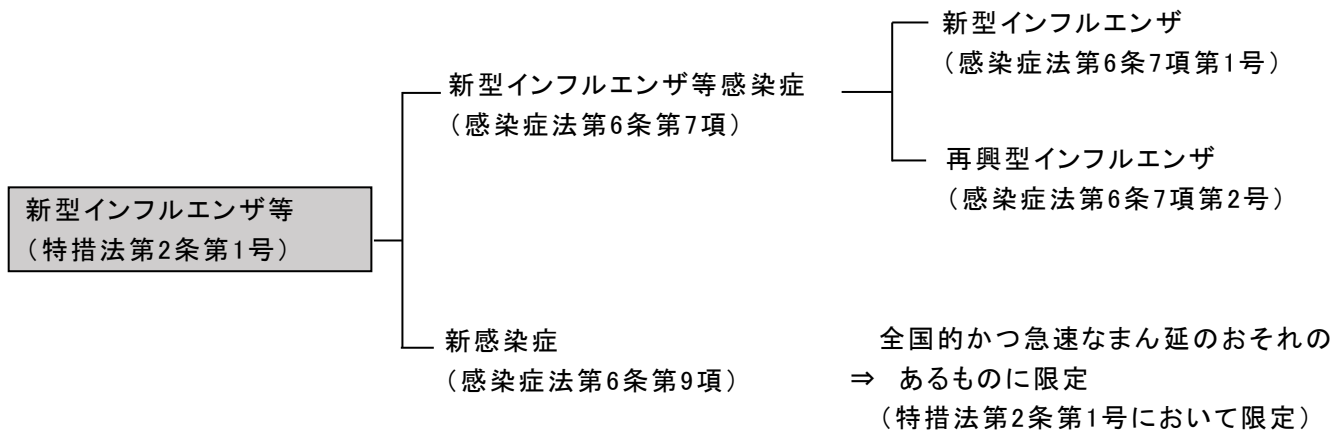 新型インフルエンザ等
（特措法第2条第1号）
新型インフルエンザ等感染症
（感染症法第6条第7項）
新型インフルエンザ
（感染症法第6条7項第1号）
再興型インフルエンザ
（感染症法第6条7項第2号）
新感染症
（感染症法第6条第9項）
全国的かつ急速なまん延のおそれの
⇒ あるものに限定
（特措法第2条第1号において限定）